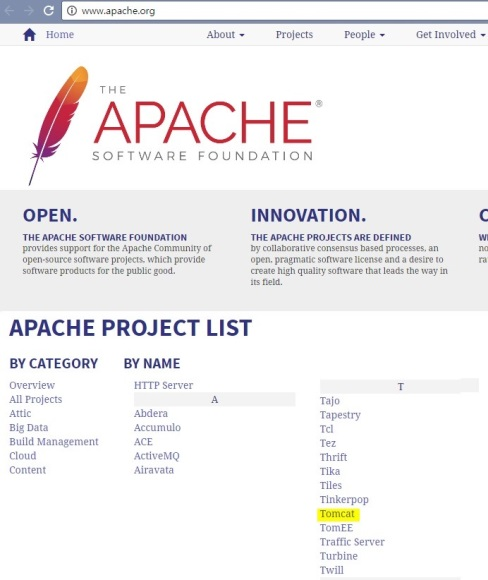 www.apache.org
Home About Projects People Get Involved
THE
APACHE®
SOFTWARE FOUNDATION
OPEN.
THE APACHE SOFTWARE FOUNDATION
provides support for the Apache Community of
open-source software projects, which provide
software products for the public good.
INNOVATION.
THE APACHE PROJECTS ARE DEFINED
by collaborative consensus based processes, an
open, pragmatic software license and a desire to
create high quality software that leads the way in
its field.
APACHE PROJECT LIST
BY CATEGORY
Overview
All Projects
Attic
Big Data
Build Management
Cloud
Content
BY NAME
HTTP Server
A
Abdera
Accumulo
ACE
ActiveMQ
Airavata
T
Tajo
Tapestry
Tcl
Tez
Thrift
Tika
Tiles
Tinkerpop
Tomcat
TomEE
Traffic Server
Turbine
Twill